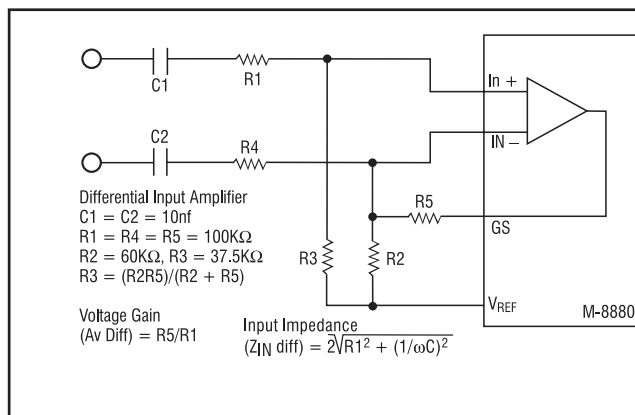 C1
R1
In +
C2
R4
IN –
R5
GS
R3
R2
VREF
M-8880
Differential Input Amplifier
C1 = C2 = 10nf
R1 = R4 = R5 = 100KΩ
R2 = 60KΩ, R3 = 37.5KΩ
R3 = (R2R5)/(R2 + R5)
Voltage Gain
(Av Diff) = R5/R1
Input Impedance
(ZIN diff) = 2√R1² + (1/ωC)²